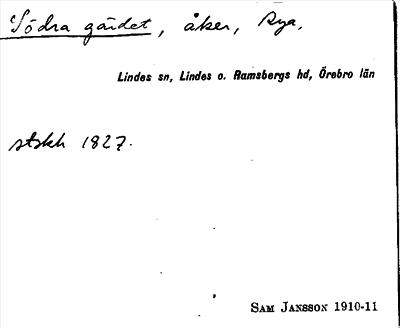 Södra gärdet, åker, Rya.
Lindes sn, Lindes o. Ramsbergs hd, Örebro län
stskh 1827.
SAM JANSSON 1910-11